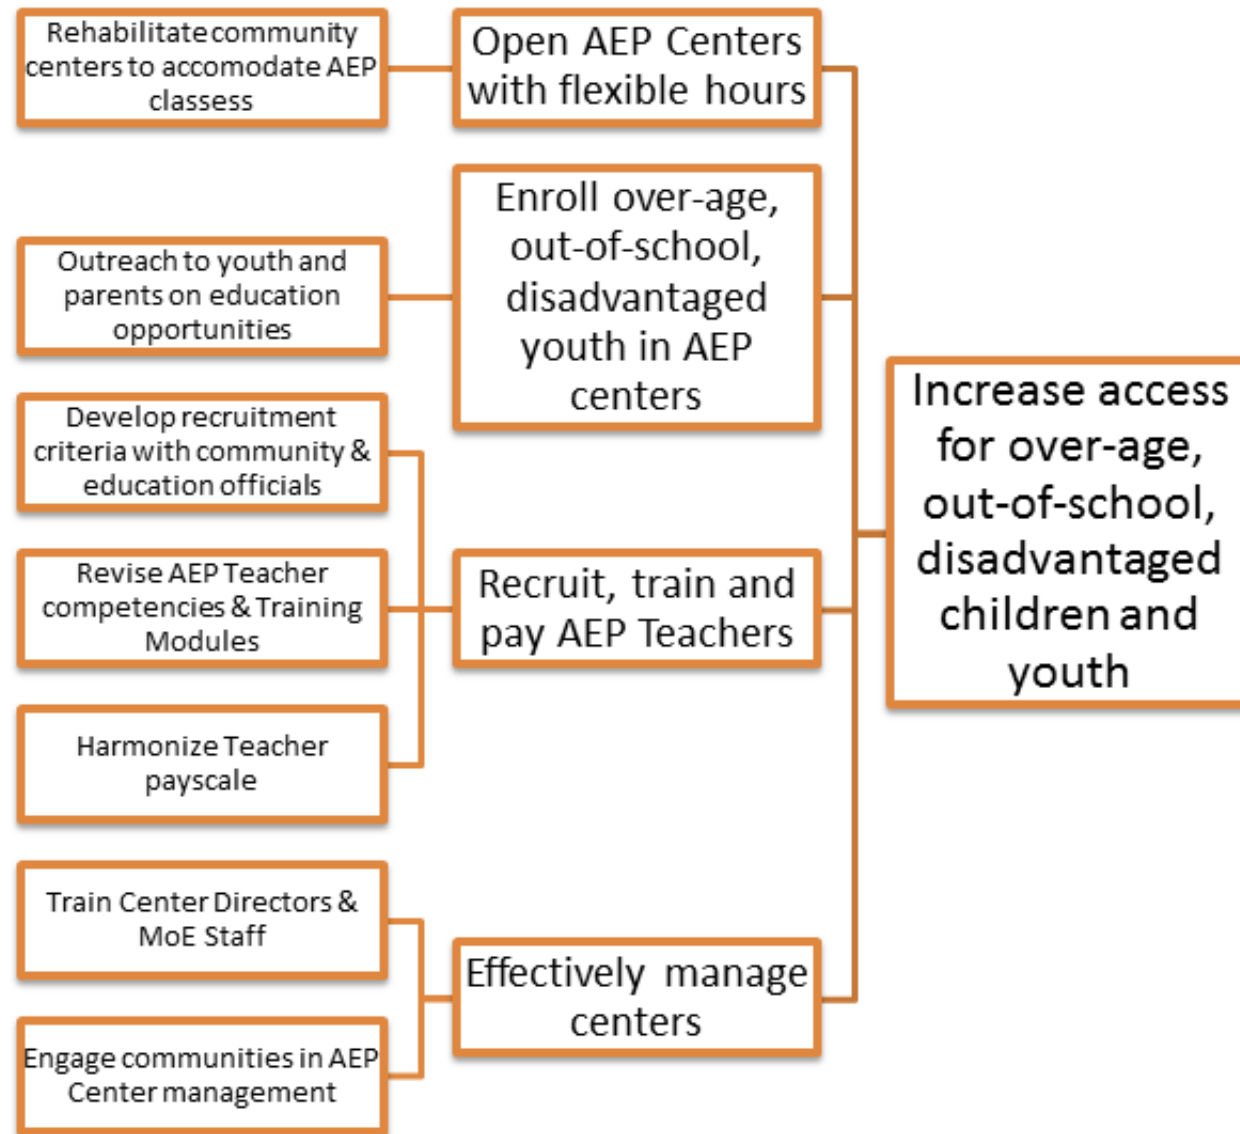 Rehabilitate community
centers to accomodate AEP
classess
Open AEP Centers
with flexible hours
Outreach to youth and
parents on education
opportunities
Enroll over-age,
out-of-school,
disadvantaged
youth in AEP
centers
Develop recruitment
criteria with community &
education officials
Revise AEP Teacher
competencies & Training
Modules
Harmonize Teacher
payscale
Recruit, train and
pay AEP Teachers
Train Center Directors &
MoE Staff
Engage communities in AEP
Center management
Effectively manage
centers
Increase access
for over-age,
out-of-school,
disadvantaged
children and
youth